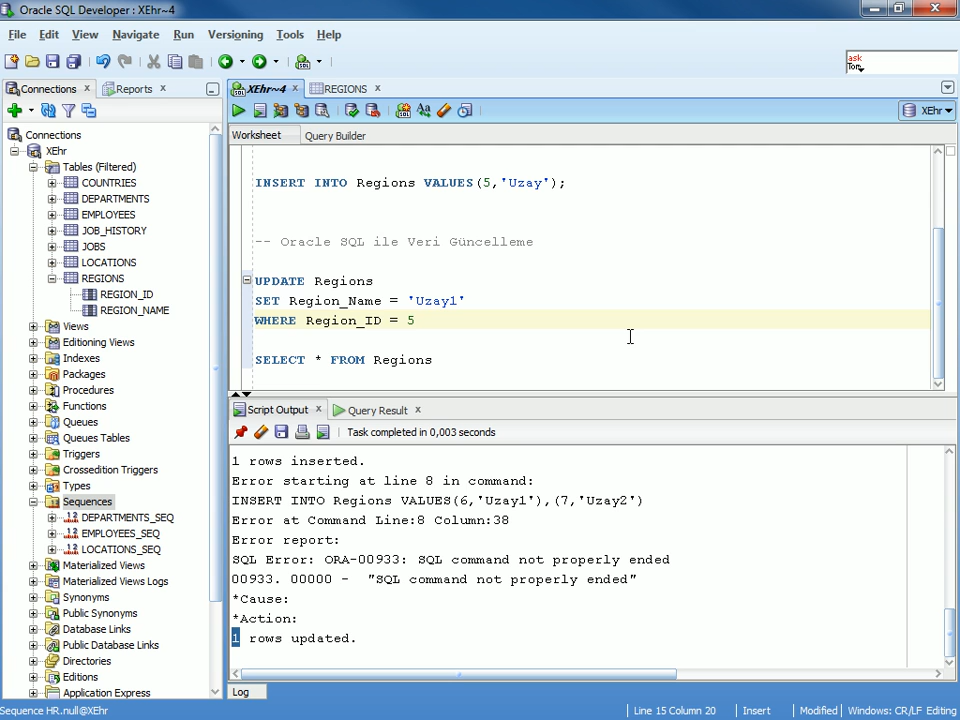 Oracle SQL Developer : XEhr~4
File Edit View Navigate Run Versioning Tools Help
ask
Tom
Connections
Reports
XEhr~4
REGIONS
XEhr
Worksheet
Query Builder
Connections
XEhr
Tables (Filtered)
COUNTRIES
DEPARTMENTS
EMPLOYEES
JOB_HISTORY
JOBS
LOCATIONS
REGIONS
REGION_ID
REGION_NAME
Views
Editioning Views
Indexes
Packages
Procedures
Functions
Queues
Queues Tables
Triggers
Crossedition Triggers
Types
Sequences
DEPARTMENTS_SEQ
EMPLOYEES_SEQ
LOCATIONS_SEQ
Materialized Views
Materialized Views Logs
Synonyms
Public Synonyms
Database Links
Public Database Links
Directories
Editions
Application Express
INSERT INTO Regions VALUES(5,'Uzay');
-- Oracle SQL ile Veri Güncelleme
UPDATE Regions
SET Region_Name = 'Uzay1'
WHERE Region_ID = 5
SELECT * FROM Regions
Script Output
Query Result
Task completed in 0,003 seconds
1 rows inserted.
Error starting at line 8 in command:
INSERT INTO Regions VALUES(6,'Uzay1'),(7,'Uzay2')
Error at Command Line:8 Column:38
Error report:
SQL Error: ORA-00933: SQL command not properly ended
00933. 00000 - "SQL command not properly ended"
*Cause:
*Action:
1 rows updated.
Log
Sequence HR.null@XEhr
Line 15 Column 20
Insert
Modified
Windows: CR/LF Editing